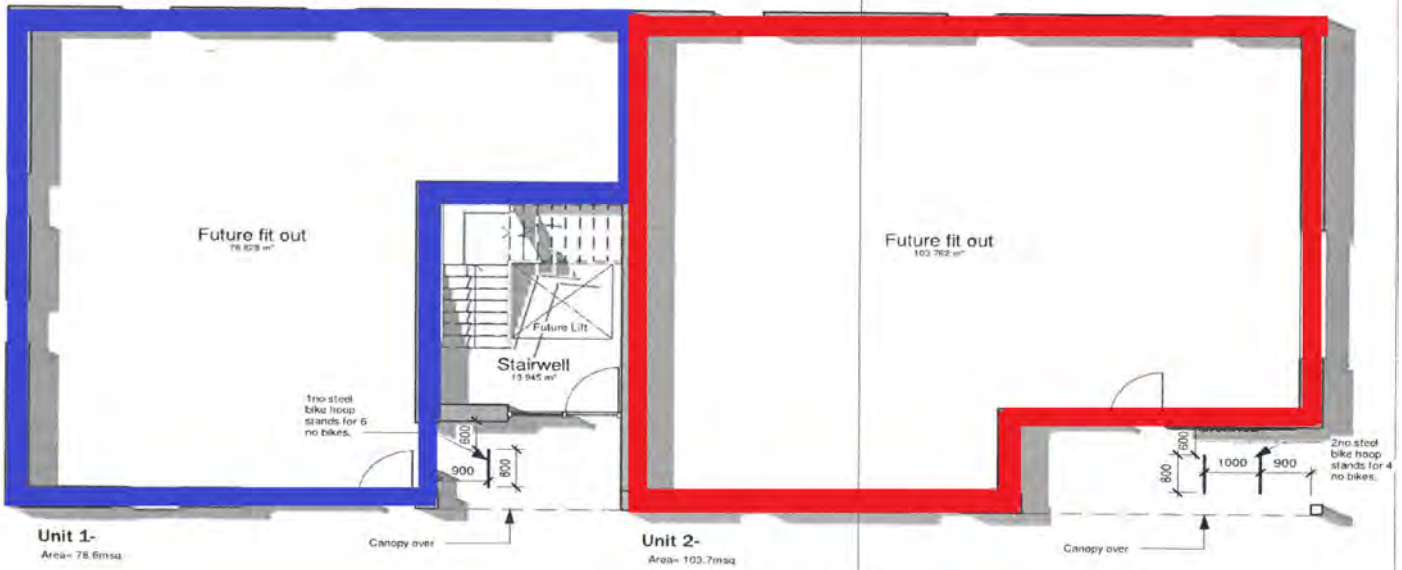 Future fit out
78.628 m²
Future fit out
103.762 m²
Future Lift
Stairwell
13.945 m²
1no steel
bike hoop
stands for 6
no bikes.
600
900
800
600
800
1000
900
2no.steel
bike hoop
stands for 4
no bikes.
Unit 1-
Area= 78.6msq
Canopy over
Unit 2-
Area= 103.7msq
Canopy over